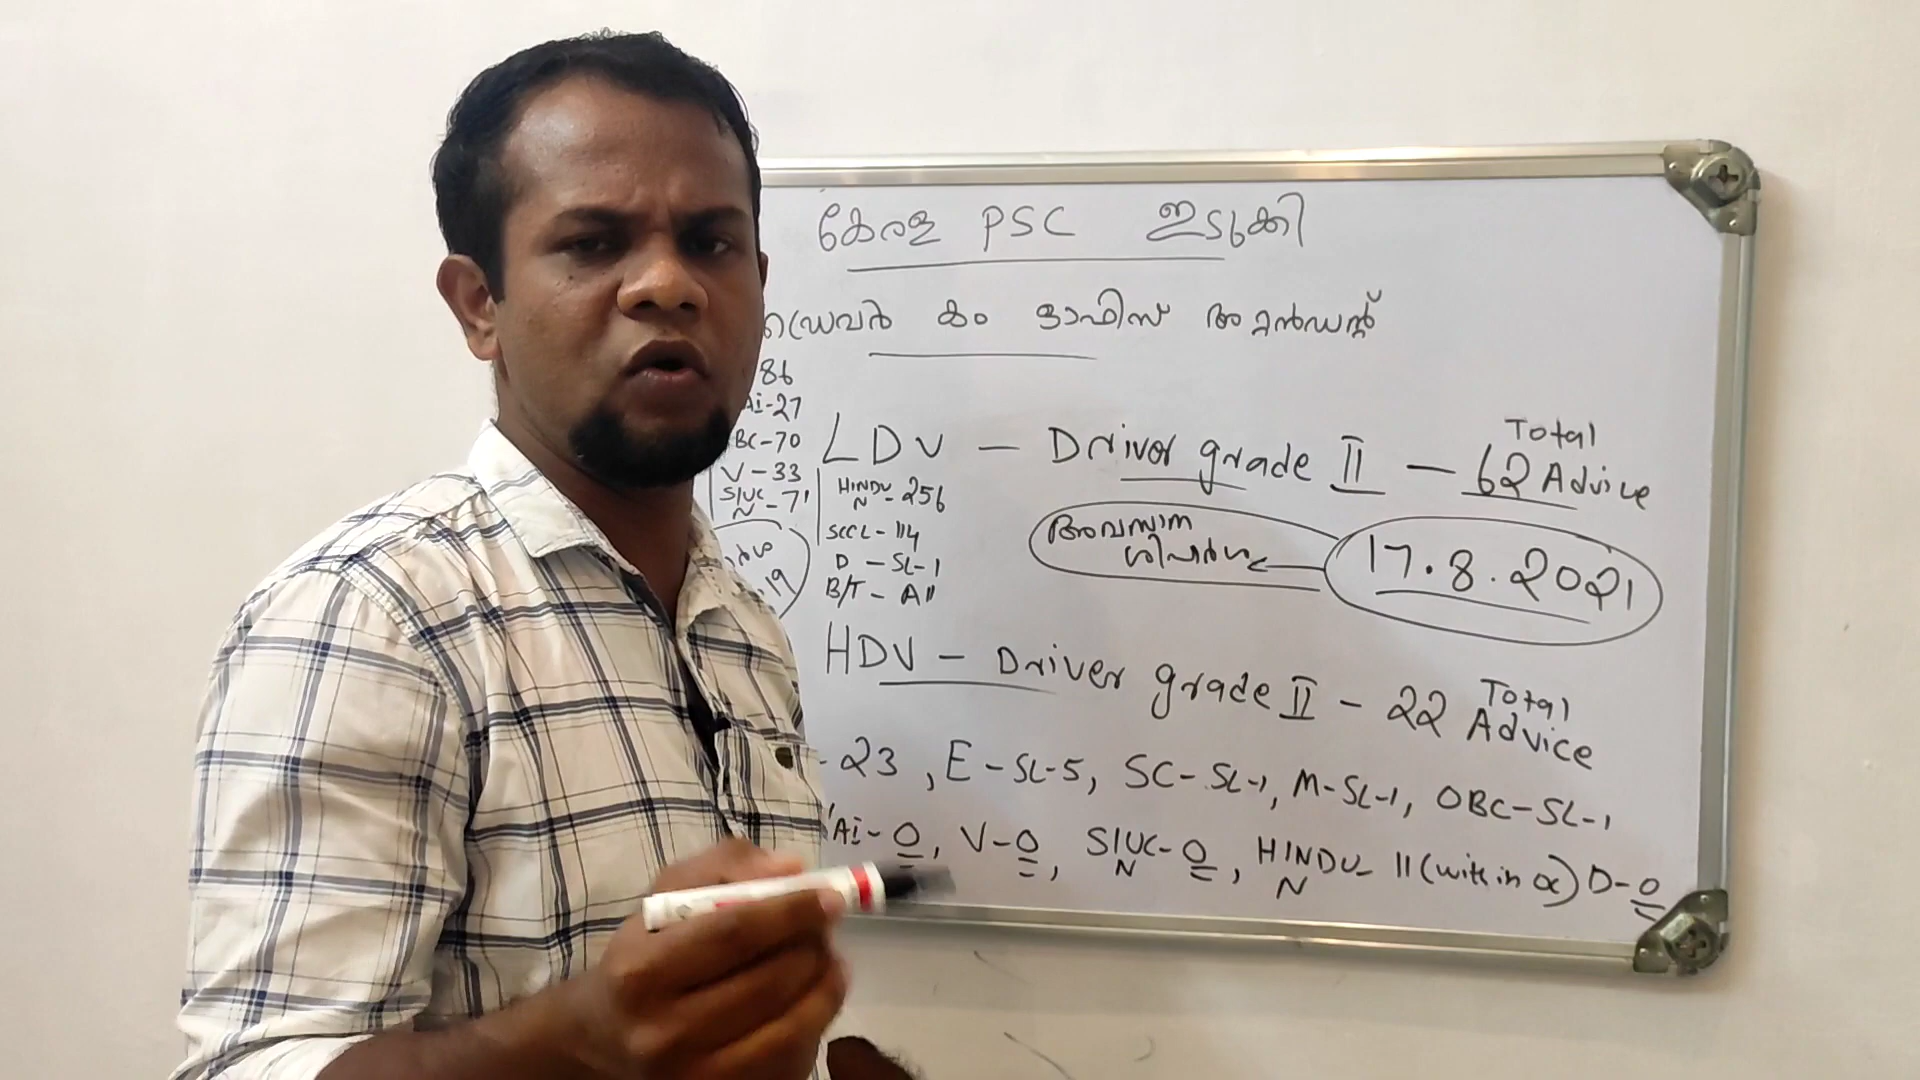 കേരള PSC ഇടുക്കി
ഡ്രൈവർ കം ഓഫീസ് അറ്റൻഡന്റ്
86
Ai-27
BC-70
V-33
S/UC
N-71
LDV - Driver grade II - 62 Total Advice
HINDU
N-256
SCCL-114
D-SL-1
B/T-All
അവസാന
ശിപാർശ
17.8.2021
.19
HDV - Driver grade II - 22 Total Advice
-23, E-SL-5, SC-SL-1, M-SL-1, OBC-SL-1
Ai-0, V-0, S/UC N-0, HINDU N-11 (within oc) D-0